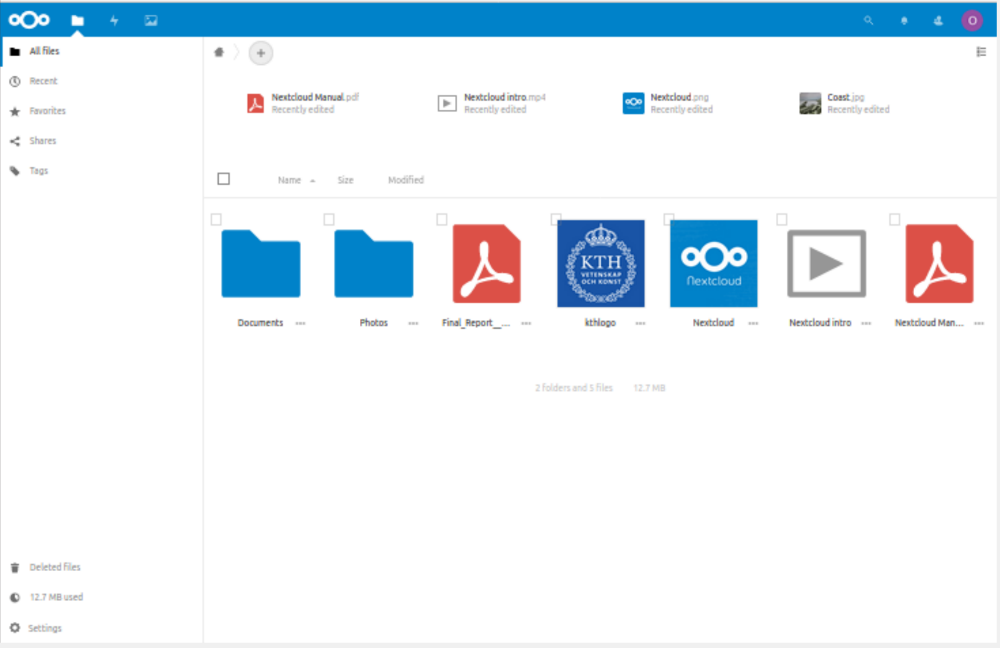 O
All files
Recent
Favorites
Shares
Tags
Nextcloud Manual.pdf
Recently edited
Nextcloud intro.mp4
Recently edited
Nextcloud.png
Recently edited
Coast.jpg
Recently edited
Name Size Modified
KTH
VETENSKAP
OCH KONST
Nextcloud
Documents ...
Photos ...
Final_Report__... ...
kthlogo ...
Nextcloud ...
Nextcloud intro ...
Nextcloud Man... ...
2 folders and 5 files 12.7 MB
Deleted files
12.7 MB used
Settings